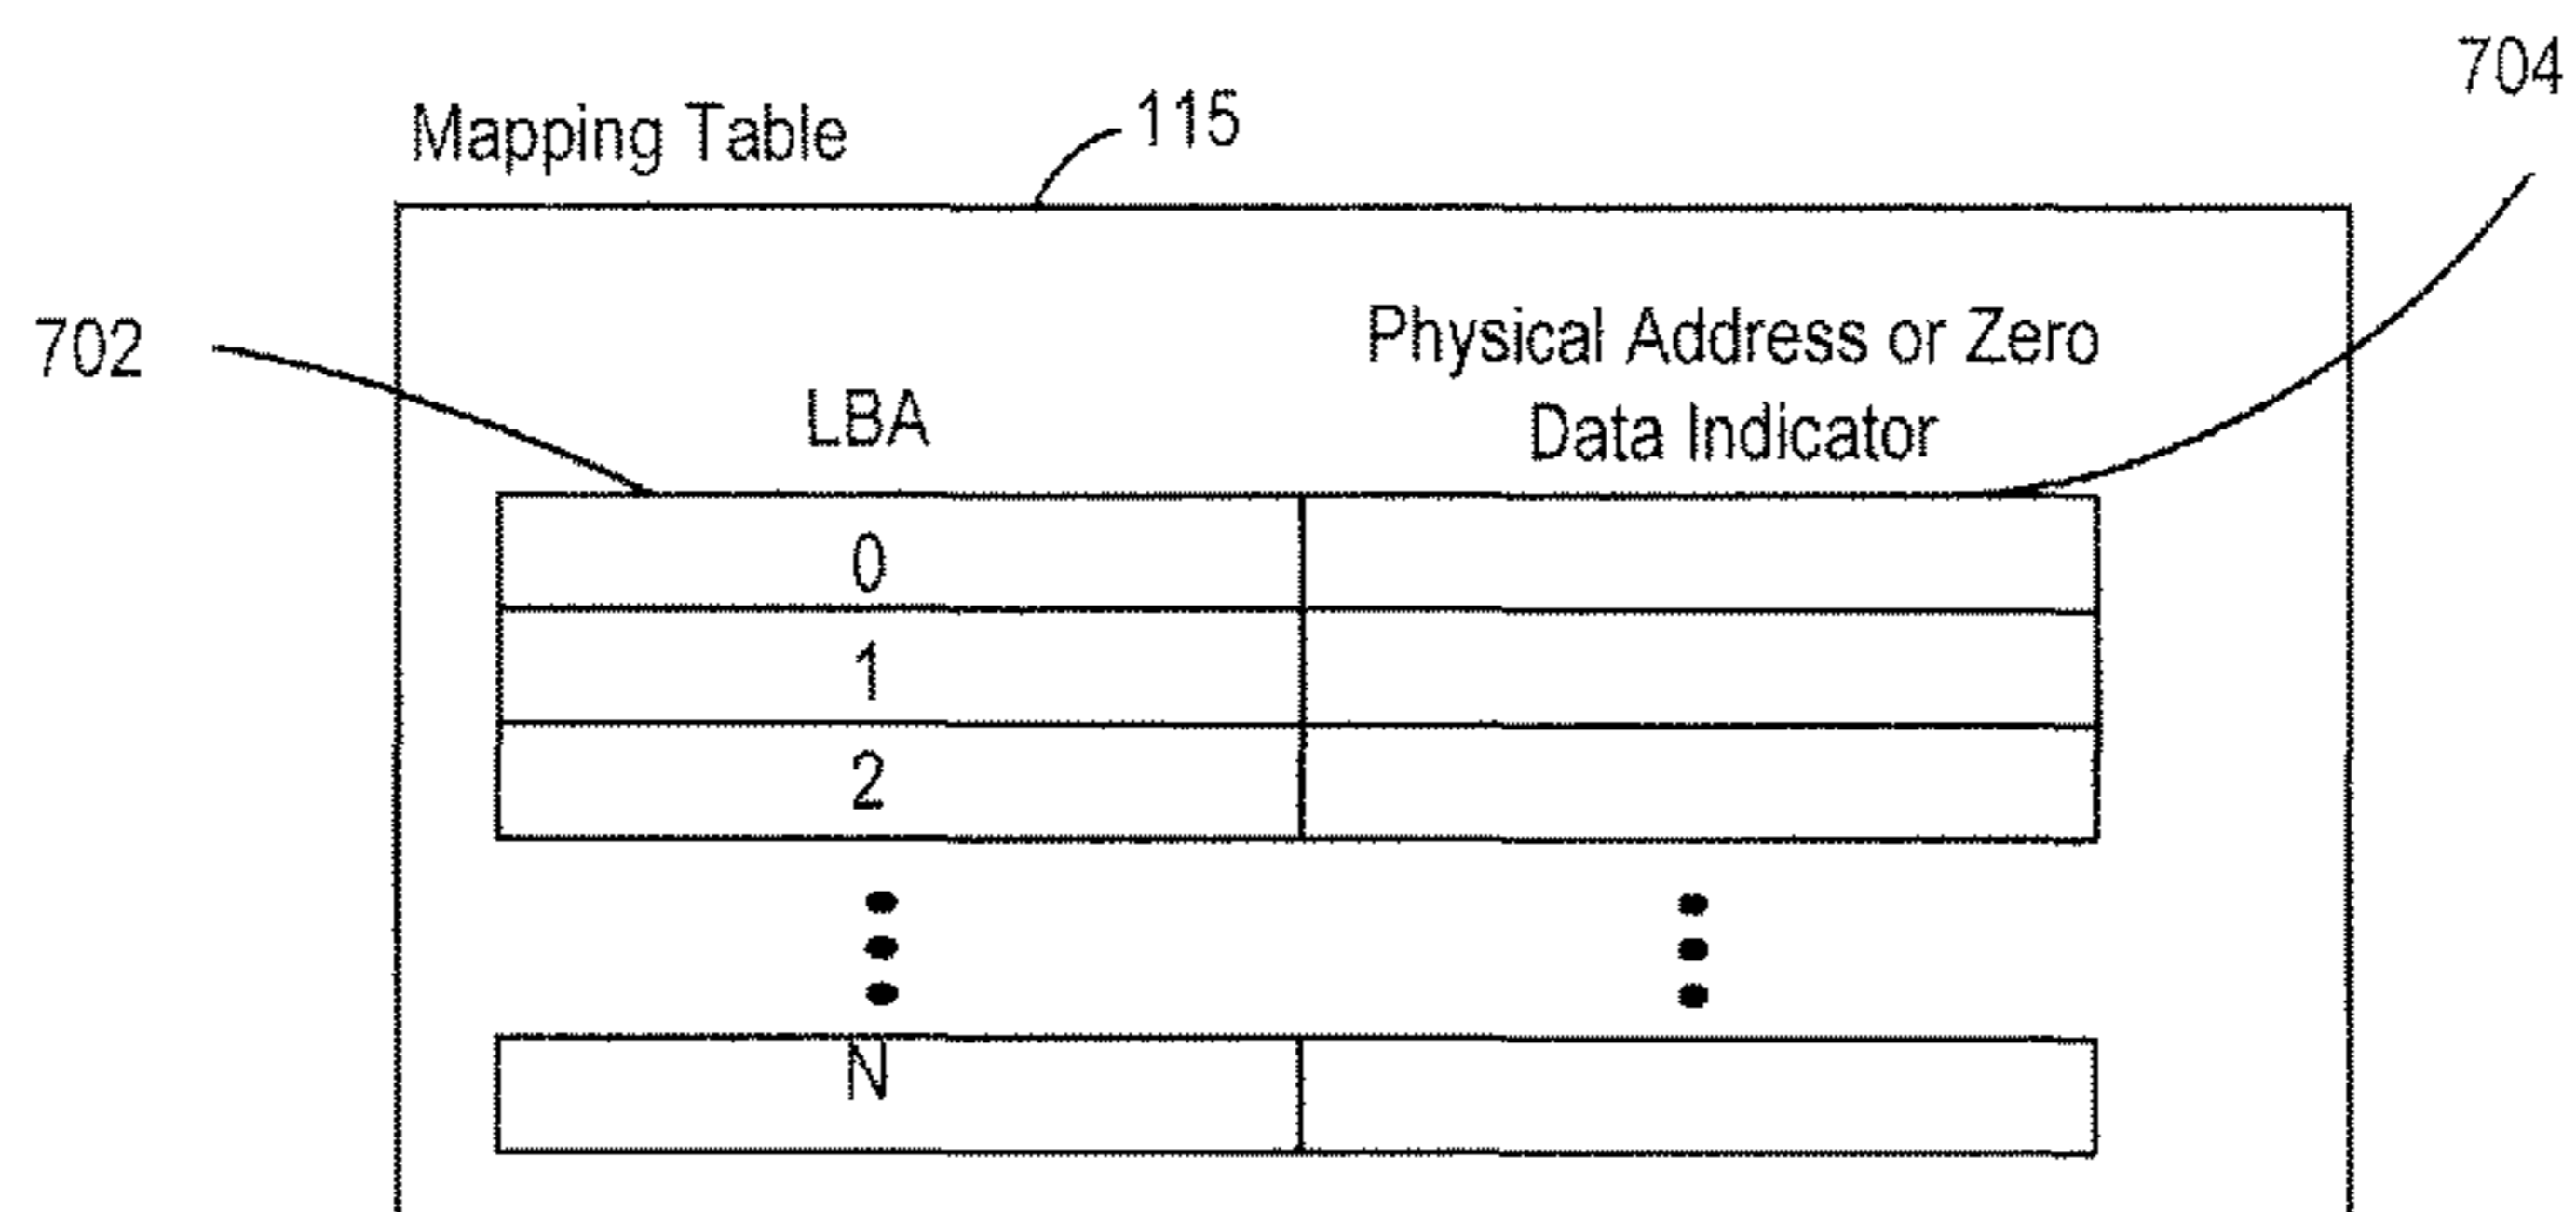 704
Mapping Table
115
702
Physical Address or Zero
LBA
Data Indicator
0
1
2
N